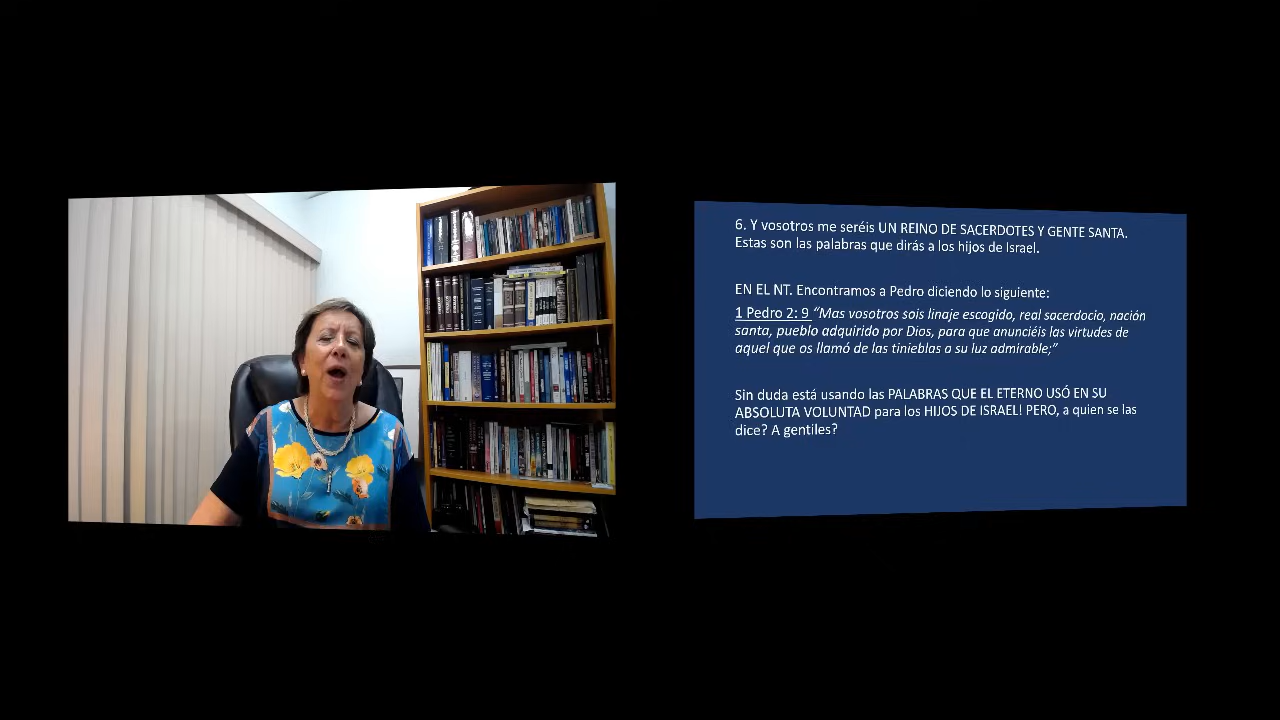 6. Y vosotros me seréis UN REINO DE SACERDOTES Y GENTE SANTA.
Estas son las palabras que dirás a los hijos de Israel.
EN EL NT. Encontramos a Pedro diciendo lo siguiente:
1 Pedro 2: 9 “Mas vosotros sois linaje escogido, real sacerdocio, nación
santa, pueblo adquirido por Dios, para que anunciéis las virtudes de
aquel que os llamó de las tinieblas a su luz admirable;”
Sin duda está usando las PALABRAS QUE EL ETERNO USÓ EN SU
ABSOLUTA VOLUNTAD para los HIJOS DE ISRAEL! PERO, a quien se las
dice? A gentiles?